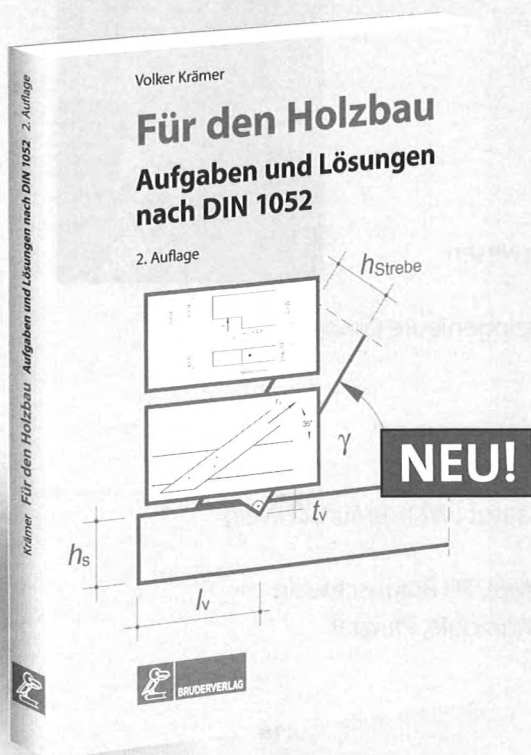 Krämer Für den Holzbau Aufgaben und Lösungen nach DIN 1052 2. Auflage
Volker Krämer
Für den Holzbau
Aufgaben und Lösungen
nach DIN 1052
2. Auflage
hStrebe
γ
NEU!
tv
hs
lv
BRUDERVERLAG